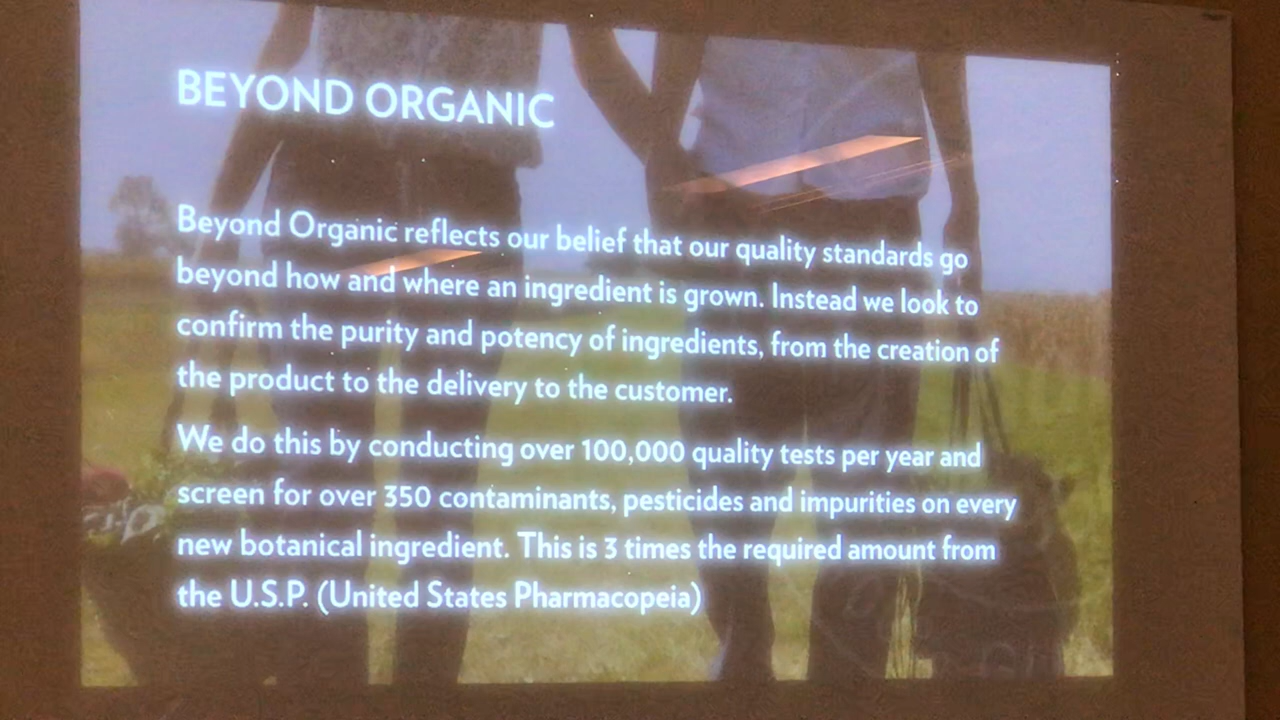 BEYOND ORGANIC
Beyond Organic reflects our belief that our quality standards go
beyond how and where an ingredient is grown. Instead we look to
confirm the purity and potency of ingredients, from the creation of
the product to the delivery to the customer.
We do this by conducting over 100,000 quality tests per year and
screen for over 350 contaminants, pesticides and impurities on every
new botanical ingredient. This is 3 times the required amount from
the U.S.P. (United States Pharmacopeia)